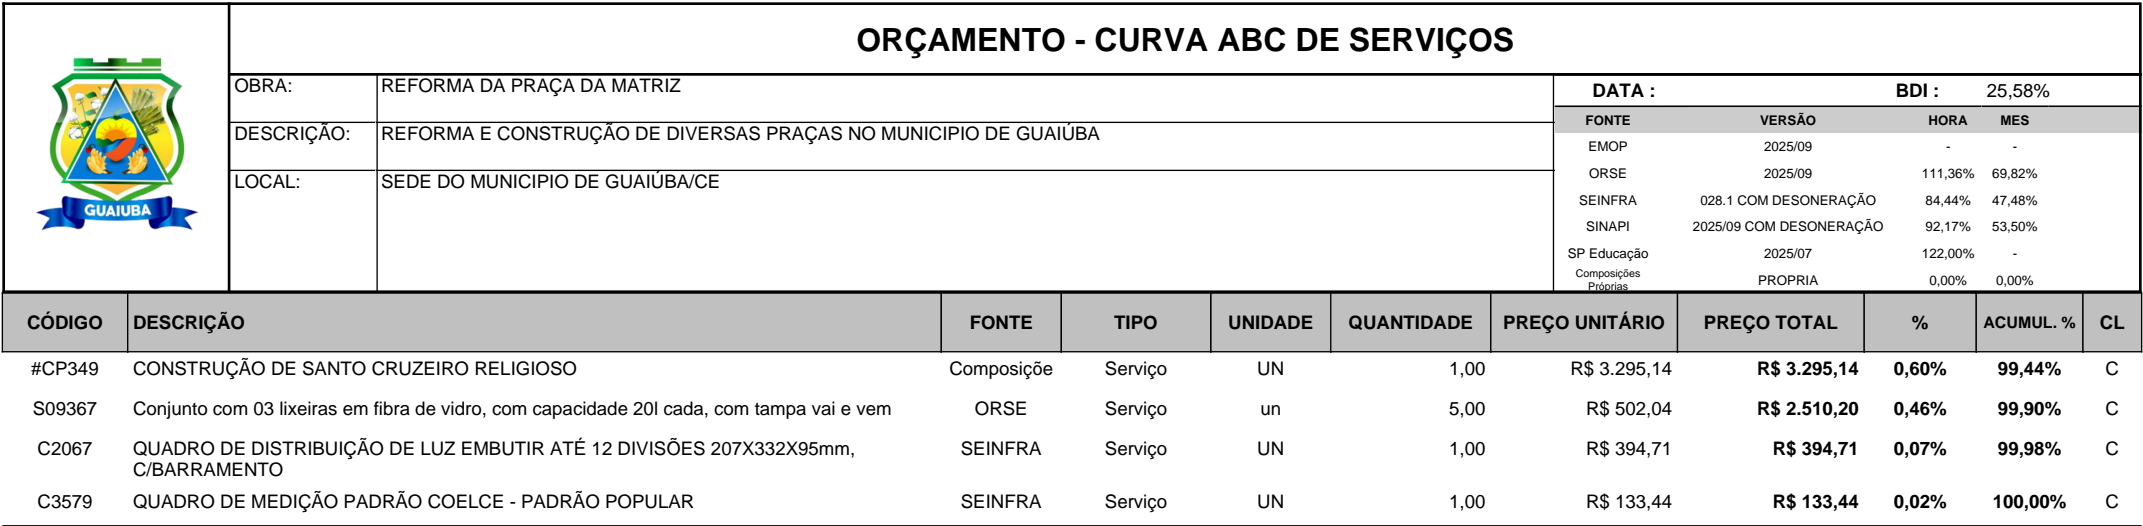 ORÇAMENTO - CURVA ABC DE SERVIÇOS
GUAIUBA
OBRA: REFORMA DA PRAÇA DA MATRIZ
DESCRIÇÃO: REFORMA E CONSTRUÇÃO DE DIVERSAS PRAÇAS NO MUNICIPIO DE GUAIÚBA
LOCAL: SEDE DO MUNICIPIO DE GUAIÚBA/CE
DATA : BDI : 25,58%
FONTE VERSÃO HORA MES
EMOP 2025/09 - -
ORSE 2025/09 111,36% 69,82%
SEINFRA 028.1 COM DESONERAÇÃO 84,44% 47,48%
SINAPI 2025/09 COM DESONERAÇÃO 92,17% 53,50%
SP Educação 2025/07 122,00% -
Composições
Próprias PROPRIA 0,00% 0,00%
CÓDIGO DESCRIÇÃO FONTE TIPO UNIDADE QUANTIDADE PREÇO UNITÁRIO PREÇO TOTAL % ACUMUL. % CL
#CP349 CONSTRUÇÃO DE SANTO CRUZEIRO RELIGIOSO Composiçõe Serviço UN 1,00 R$ 3.295,14 R$ 3.295,14 0,60% 99,44% C
S09367 Conjunto com 03 lixeiras em fibra de vidro, com capacidade 20l cada, com tampa vai e vem ORSE Serviço un 5,00 R$ 502,04 R$ 2.510,20 0,46% 99,90% C
C2067 QUADRO DE DISTRIBUIÇÃO DE LUZ EMBUTIR ATÉ 12 DIVISÕES 207X332X95mm, SEINFRA Serviço UN 1,00 R$ 394,71 R$ 394,71 0,07% 99,98% C
C/BARRAMENTO
C3579 QUADRO DE MEDIÇÃO PADRÃO COELCE - PADRÃO POPULAR SEINFRA Serviço UN 1,00 R$ 133,44 R$ 133,44 0,02% 100,00% C